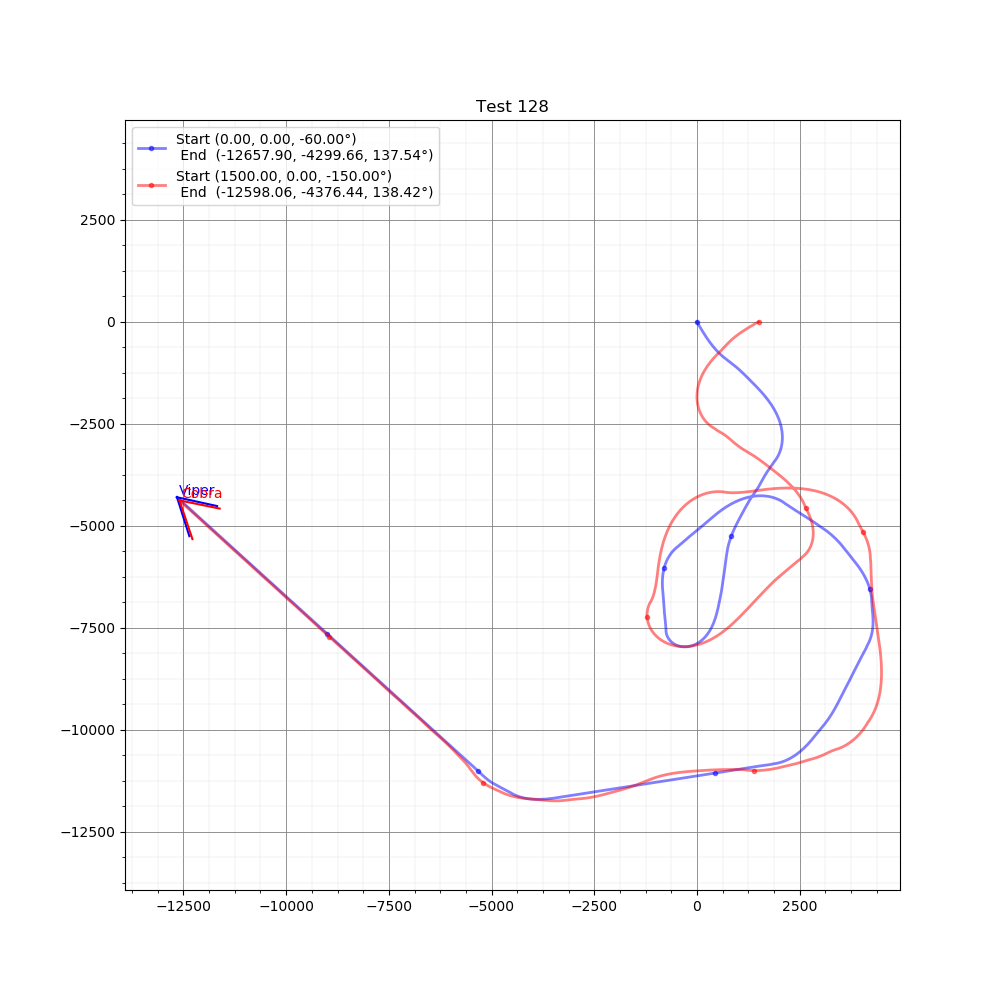 Test 128
Start (0.00, 0.00, -60.00°)
End (-12657.90, -4299.66, 137.54°)
Start (1500.00, 0.00, -150.00°)
End (-12598.06, -4376.44, 138.42°)
2500
0
−2500
−5000
−7500
−10000
−12500
Viper
Cobra
−12500
−10000
−7500
−5000
−2500
0
2500